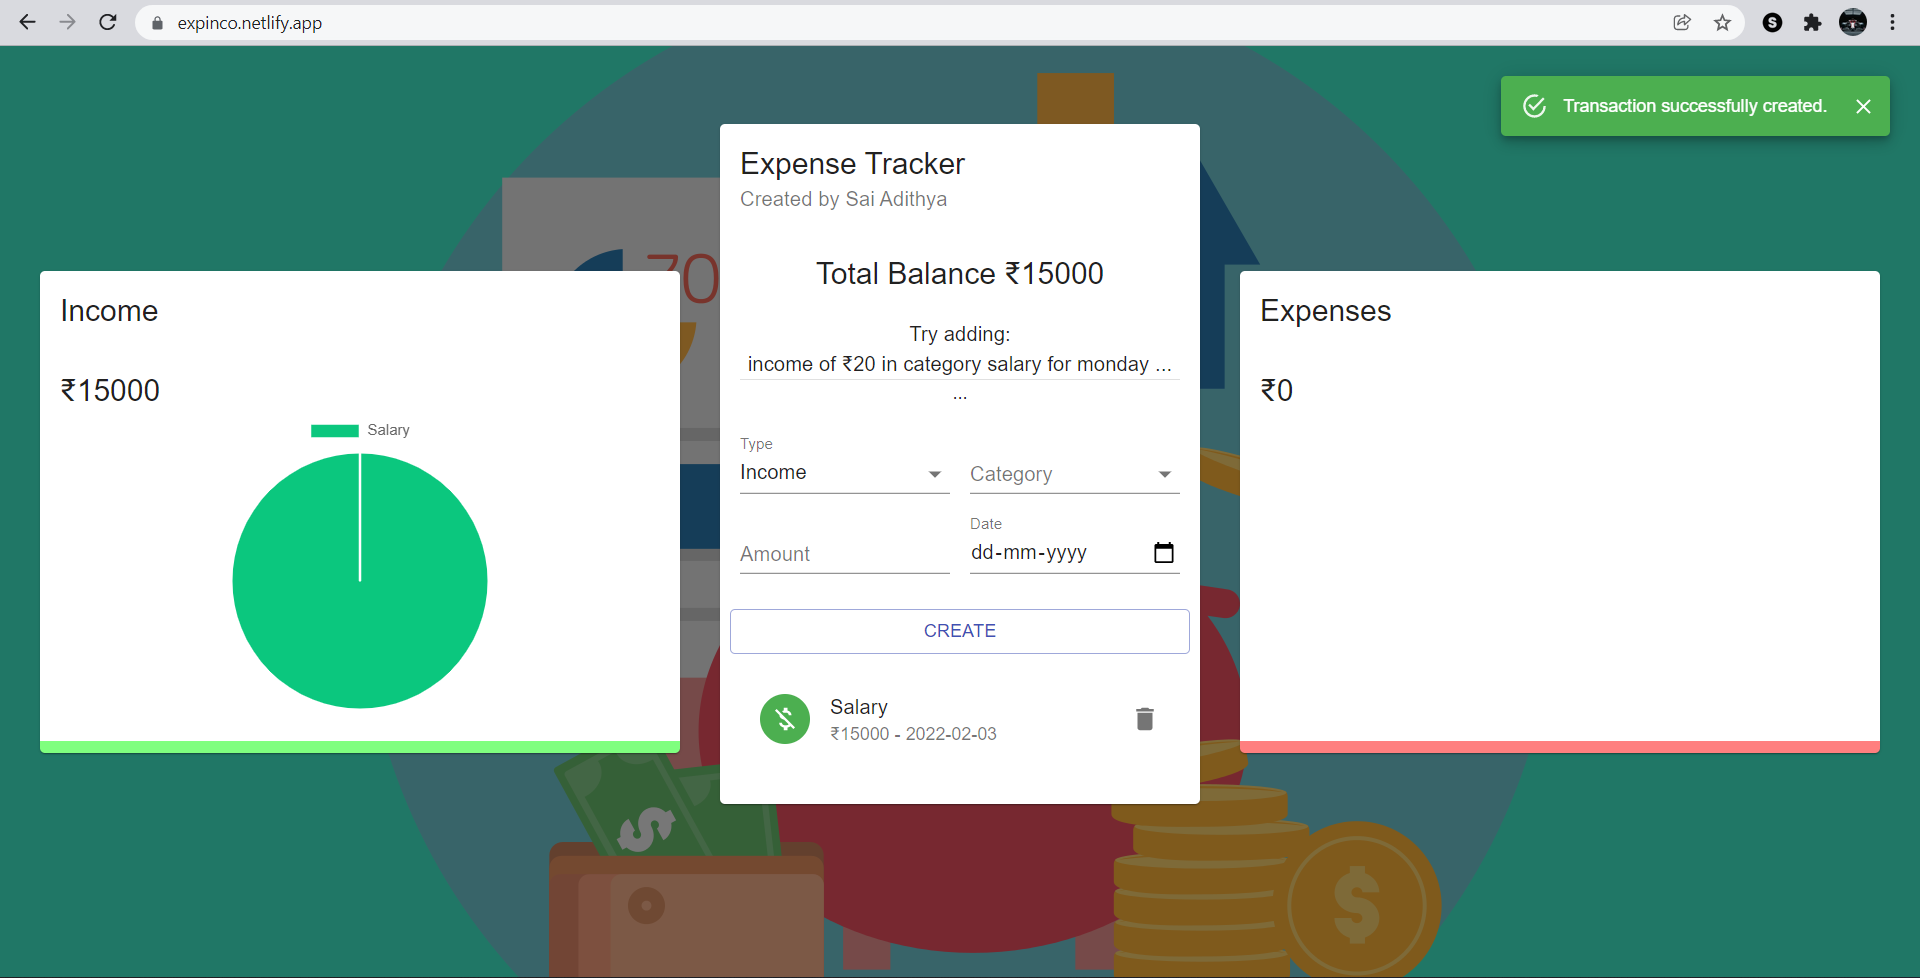 expinco.netlify.app
S
Transaction successfully created.
Expense Tracker
Created by Sai Adithya
Total Balance ₹15000
Try adding:
income of ₹20 in category salary for monday ...
...
Type
Income
Category
Amount
Date
dd-mm-yyyy
CREATE
Salary
₹15000 - 2022-02-03
Income
₹15000
Salary
Expenses
₹0
70
$
$